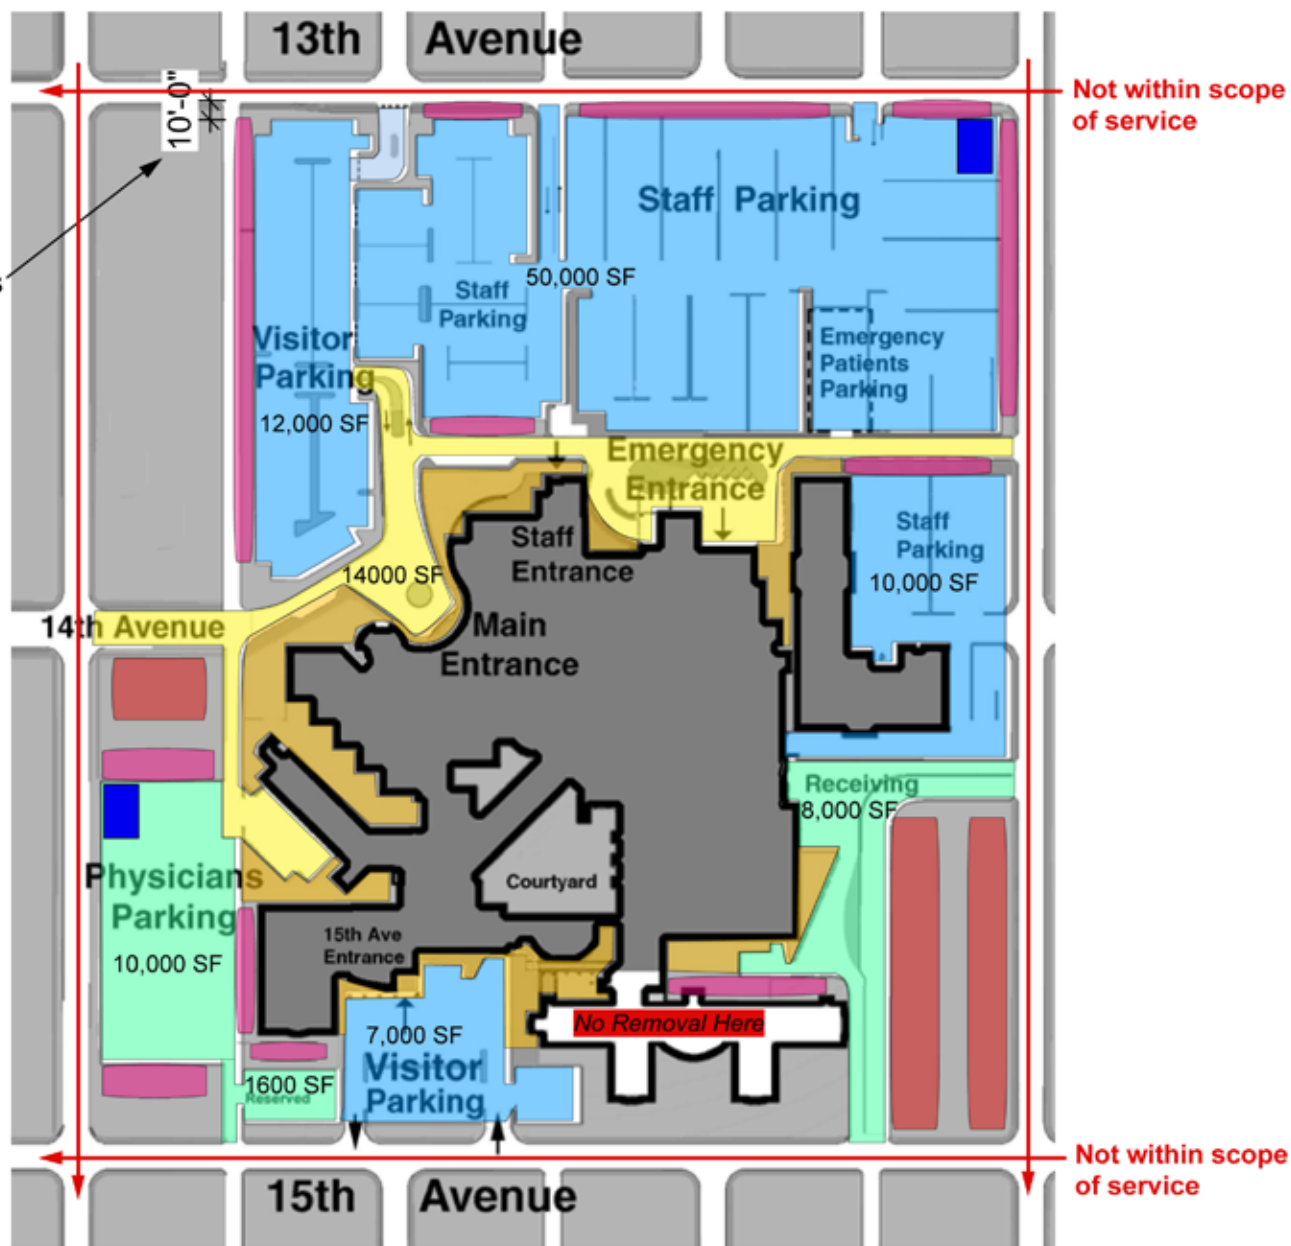 13th Avenue
10'-0"
Not within scope
of service
Staff Parking
50,000 SF
Staff
Parking
Visitor
Parking
12,000 SF
Emergency
Patients
Parking
Emergency
Entrance
Staff
Entrance
Staff
Parking
10,000 SF
14000 SF
14th Avenue
Main
Entrance
Receiving
8,000 SF
Physicians
Parking
10,000 SF
Courtyard
15th Ave
Entrance
No Removal Here
7,000 SF
Visitor
Parking
1600 SF
Reserved
Not within scope
of service
15th Avenue